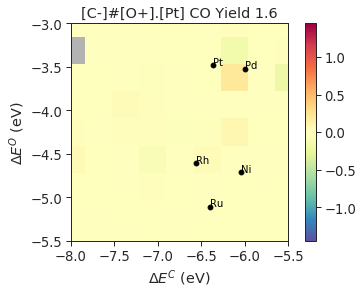 [C-]#[O+].[Pt] CO Yield 1.6
−3.0
−3.5
−4.0
−4.5
−5.0
−5.5
ΔE^O (eV)
Pt
Pd
Rh
Ni
Ru
−8.0 −7.5 −7.0 −6.5 −6.0 −5.5
ΔE^C (eV)
1.0
0.5
0.0
−0.5
−1.0